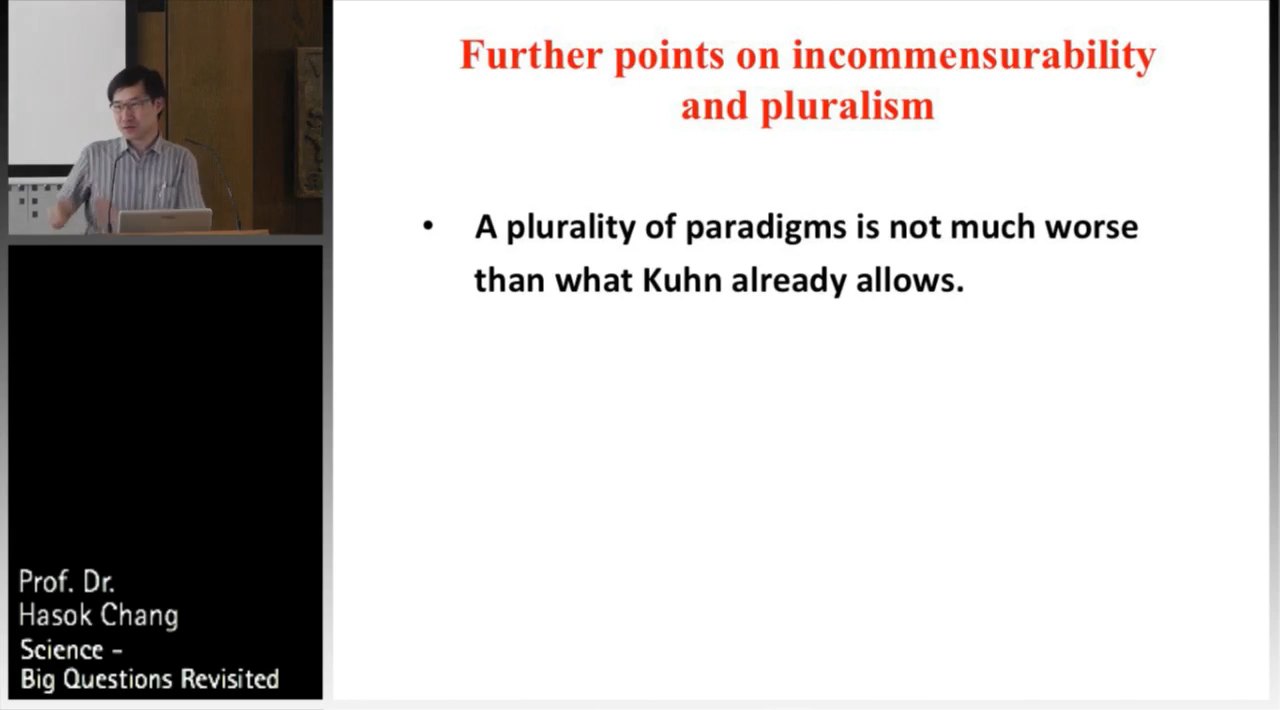 Further points on incommensurability
and pluralism
• A plurality of paradigms is not much worse
than what Kuhn already allows.
Prof. Dr.
Hasok Chang
Science –
Big Questions Revisited